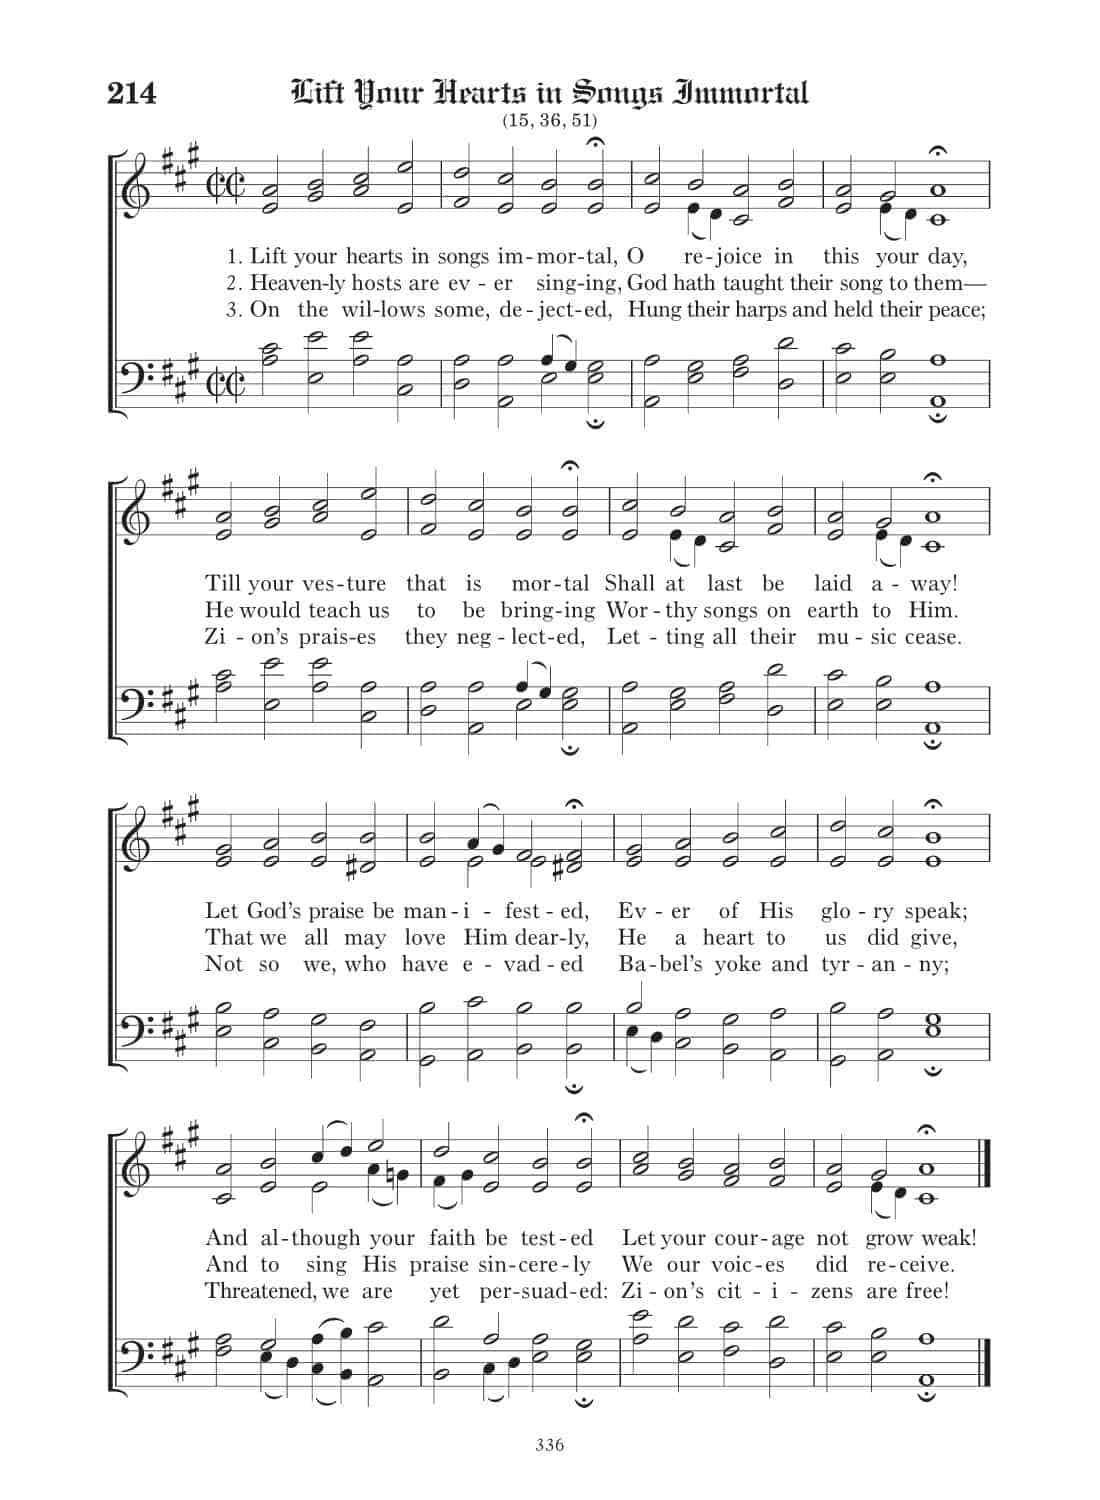 214 Lift Your Hearts in Songs Immortal
(15, 36, 51)
1. Lift your hearts in songs im-mor-tal, O re-joice in this your day,
2. Heaven-ly hosts are ev-er sing-ing, God hath taught their song to them—
3. On the wil-lows some, de-ject-ed, Hung their harps and held their peace;
Till your ves-ture that is mor-tal Shall at last be laid a-way!
He would teach us to be bring-ing Wor-thy songs on earth to Him.
Zi-on's prais-es they neg-lect-ed, Let-ting all their mu-sic cease.
Let God's praise be man-i-fest-ed, Ev-er of His glo-ry speak;
That we all may love Him dear-ly, He a heart to us did give,
Not so we, who have e-vad-ed Ba-bel's yoke and tyr-an-ny;
And al-though your faith be test-ed Let your cour-age not grow weak!
And to sing His praise sin-cere-ly We our voic-es did re-ceive.
Threatened, we are yet per-suad-ed: Zi-on's cit-i-zens are free!
336